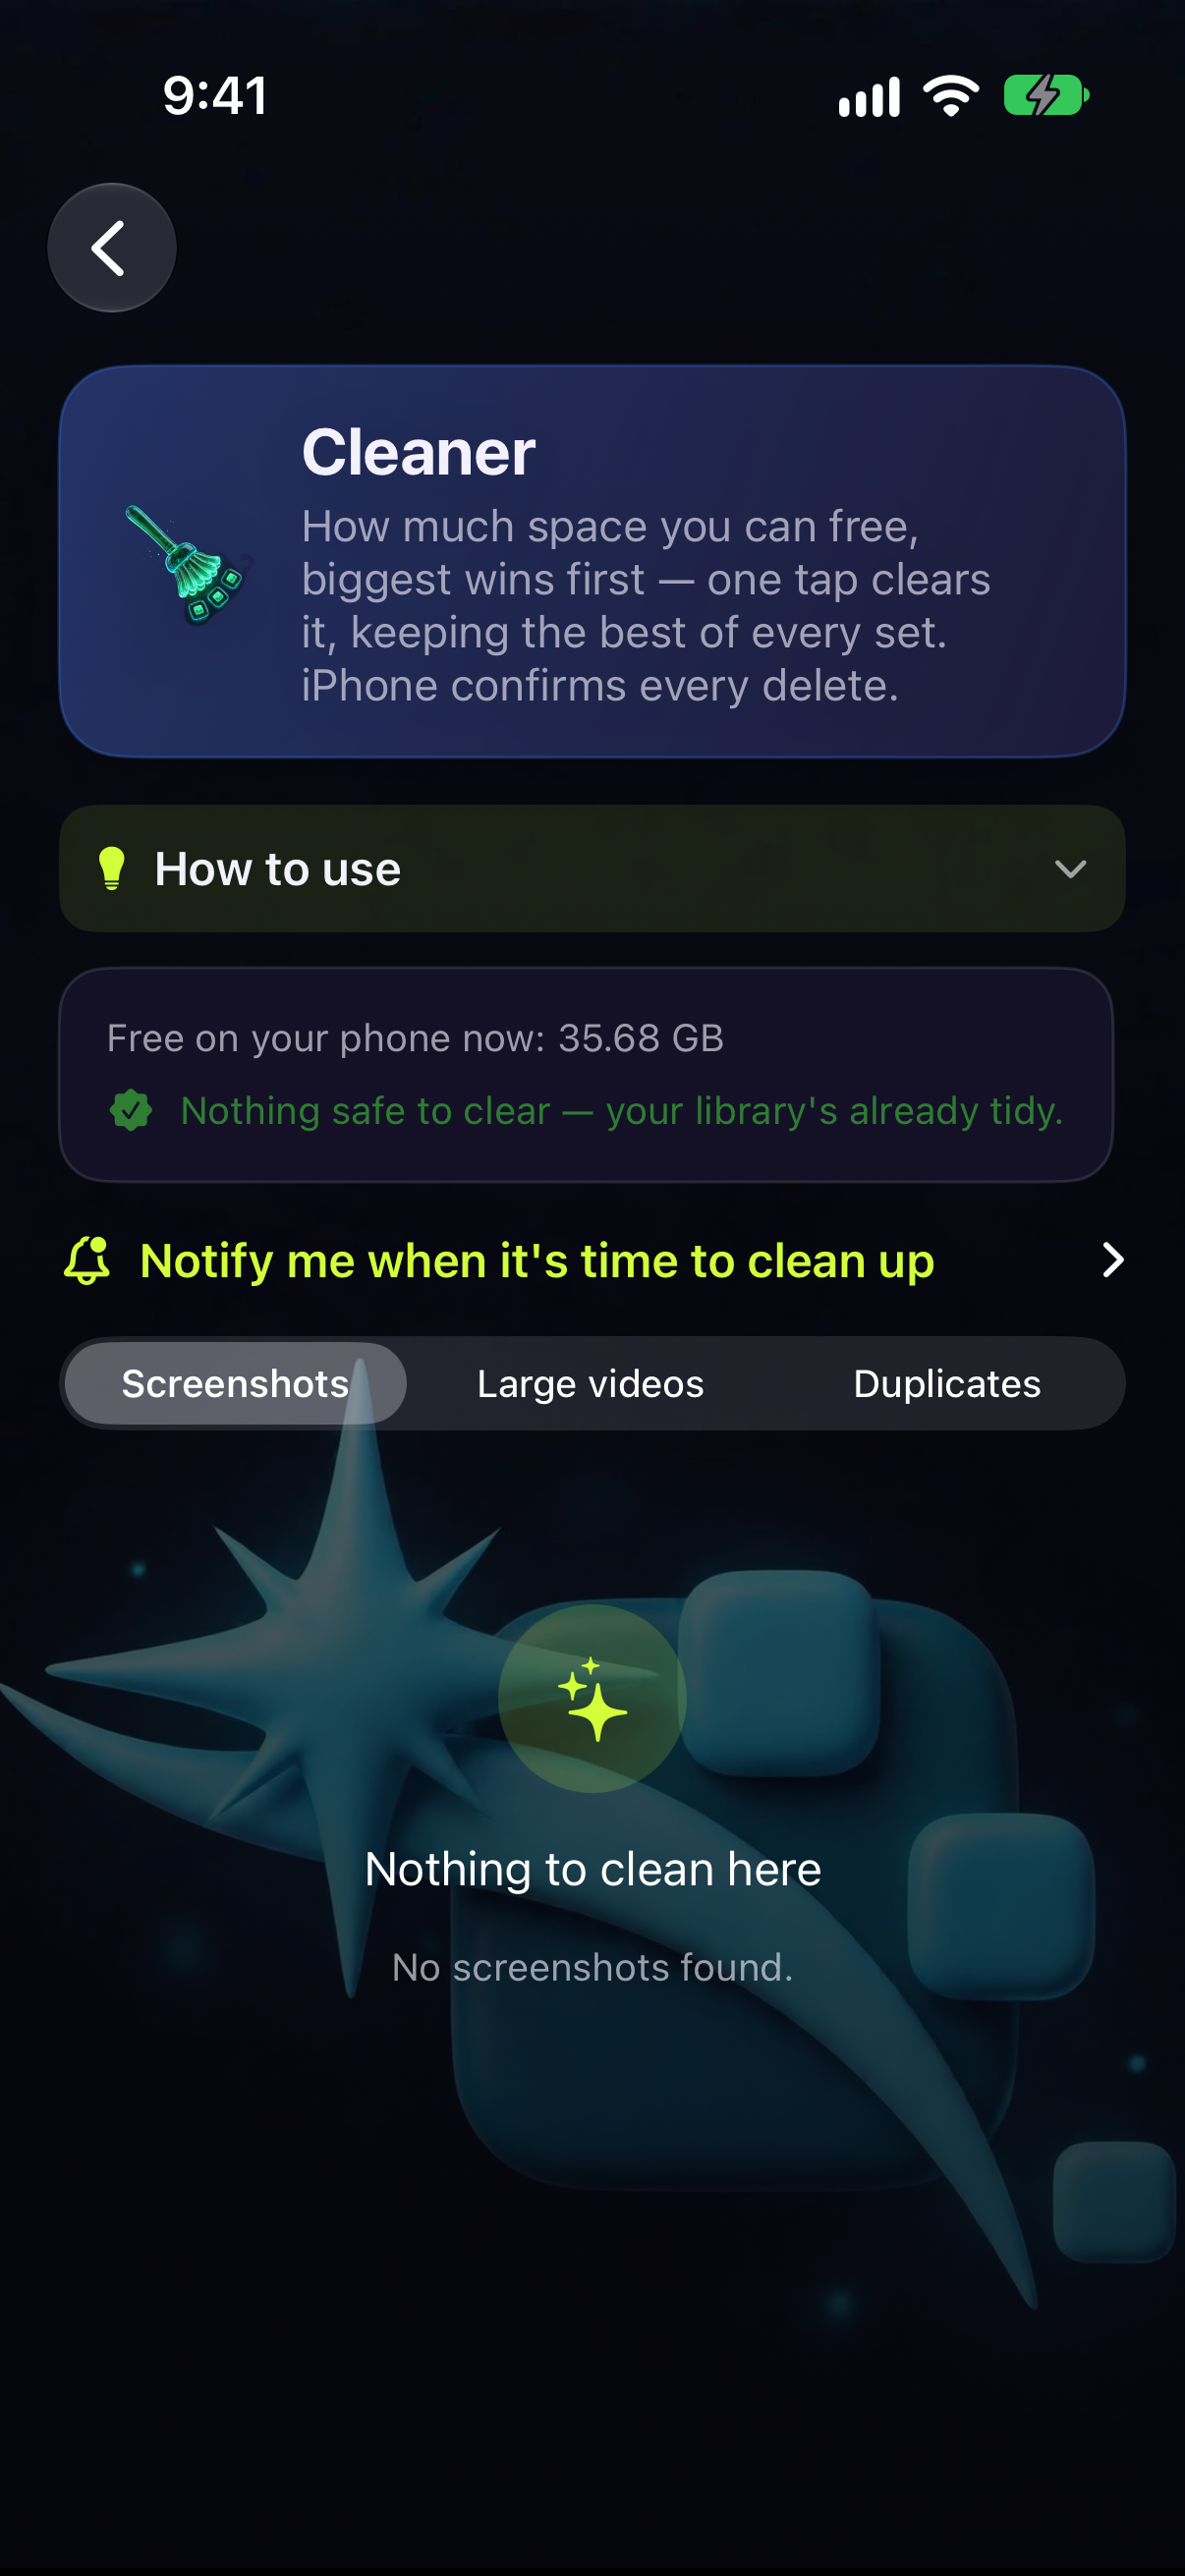 9:41
Cleaner
How much space you can free,
biggest wins first — one tap clears
it, keeping the best of every set.
iPhone confirms every delete.
How to use
Free on your phone now: 35.68 GB
Nothing safe to clear — your library's already tidy.
Notify me when it's time to clean up
Screenshots
Large videos
Duplicates
Nothing to clean here
No screenshots found.